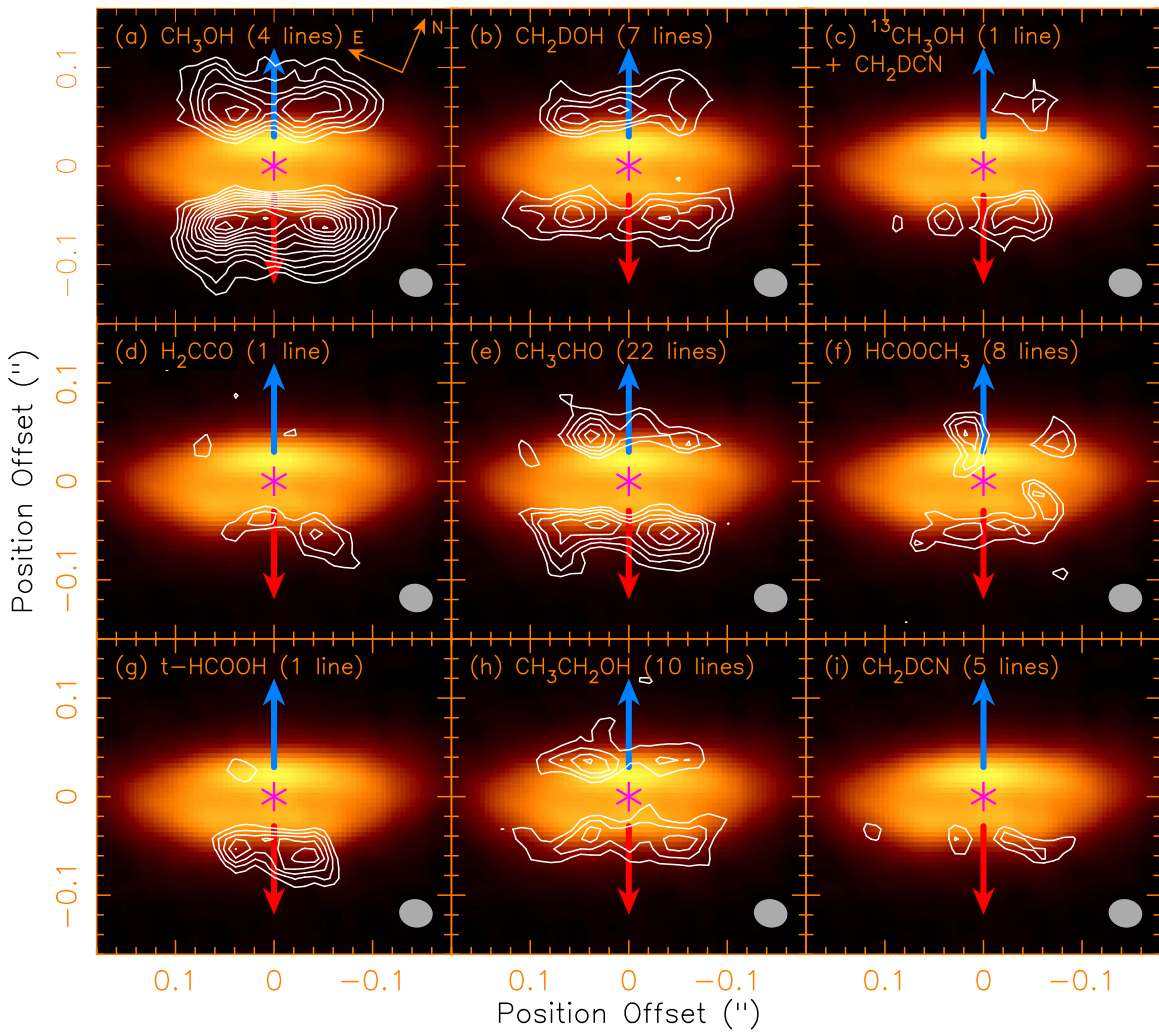 (a) CH₃OH (4 lines) E N
(b) CH₂DOH (7 lines)
(c) ¹³CH₃OH (1 line)
+ CH₂DCN
0.1
0
−0.1
(d) H₂CCO (1 line)
(e) CH₃CHO (22 lines)
(f) HCOOCH₃ (8 lines)
0.1
0
−0.1
(g) t−HCOOH (1 line)
(h) CH₃CH₂OH (10 lines)
(i) CH₂DCN (5 lines)
0.1
0
−0.1
Position Offset (")
0.1 0 −0.1 0.1 0 −0.1 0.1 0 −0.1
Position Offset (")